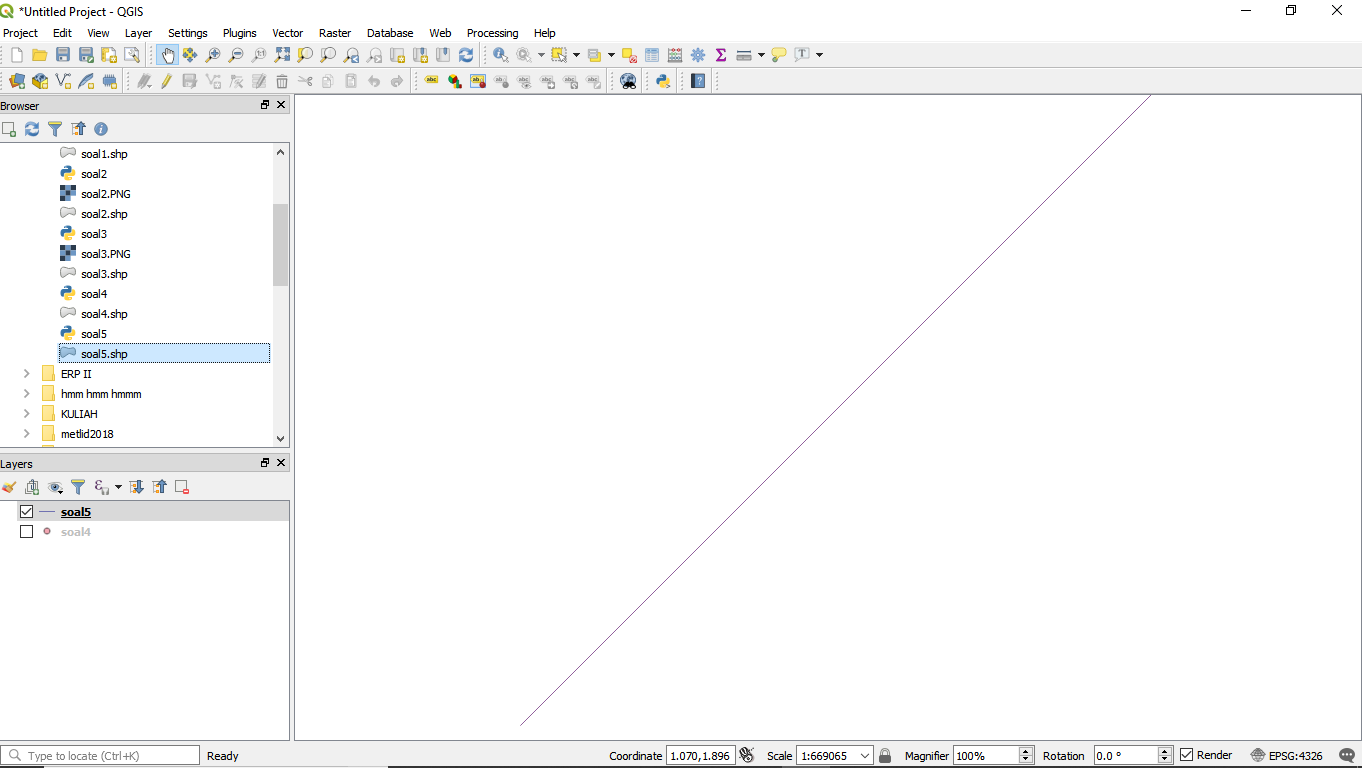 *Untitled Project - QGIS
Project Edit View Layer Settings Plugins Vector Raster Database Web Processing Help
Browser
soal1.shp
soal2
soal2.PNG
soal2.shp
soal3
soal3.PNG
soal3.shp
soal4
soal4.shp
soal5
soal5.shp
ERP II
hmm hmm hmmm
KULIAH
metlid2018
Layers
soal5
soal4
Type to locate (Ctrl+K) Ready Coordinate 1.070,1.896 Scale 1:669065 Magnifier 100% Rotation 0.0 ° Render EPSG:4326